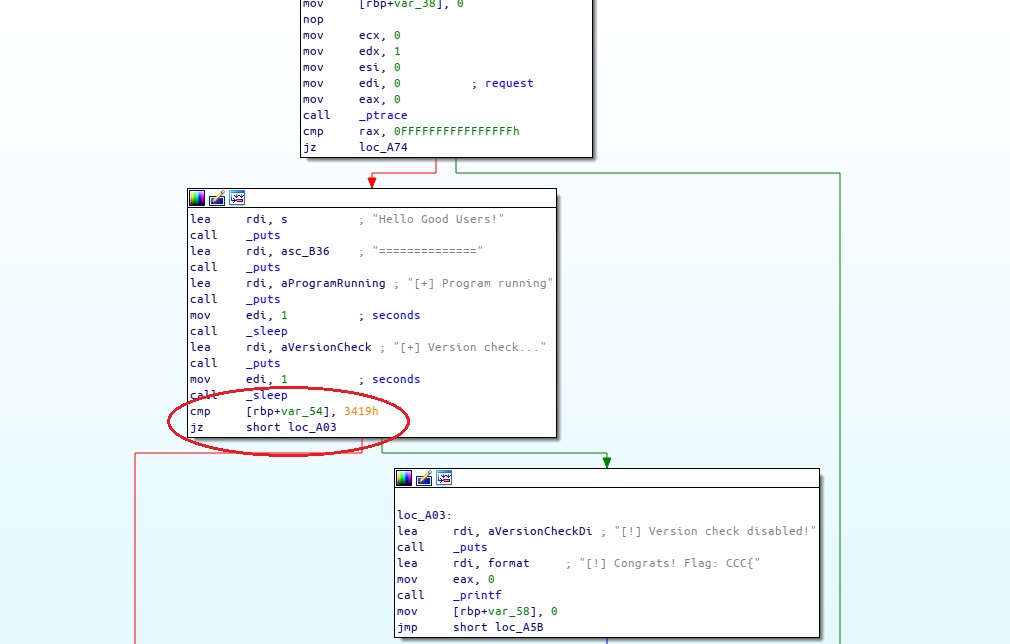 mov [rbp+var_38], 0
nop
mov ecx, 0
mov edx, 1
mov esi, 0
mov edi, 0 ; request
mov eax, 0
call _ptrace
cmp rax, 0FFFFFFFFFFFFFFFFh
jz loc_A74
lea rdi, s ; "Hello Good Users!"
call _puts
lea rdi, asc_B36 ; "=============="
call _puts
lea rdi, aProgramRunning ; "[+] Program running"
call _puts
mov edi, 1 ; seconds
call _sleep
lea rdi, aVersionCheck ; "[+] Version check..."
call _puts
mov edi, 1 ; seconds
call _sleep
cmp [rbp+var_54], 3419h
jz short loc_A03
loc_A03:
lea rdi, aVersionCheckDi ; "[!] Version check disabled!"
call _puts
lea rdi, format ; "[!] Congrats! Flag: CCC{"
mov eax, 0
call _printf
mov [rbp+var_58], 0
jmp short loc_A5B